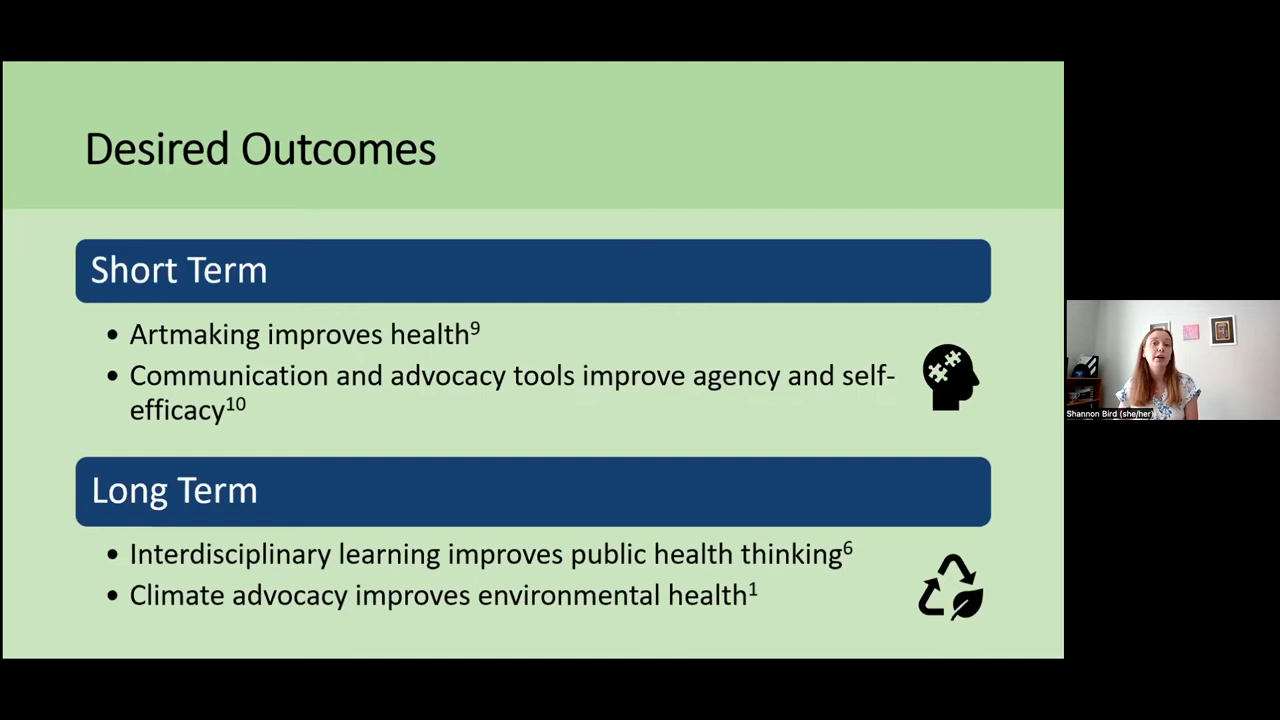 Desired Outcomes
Short Term
• Artmaking improves health⁹
• Communication and advocacy tools improve agency and self-
efficacy¹⁰
Long Term
• Interdisciplinary learning improves public health thinking⁶
• Climate advocacy improves environmental health¹
Shannon Bird (she/her)